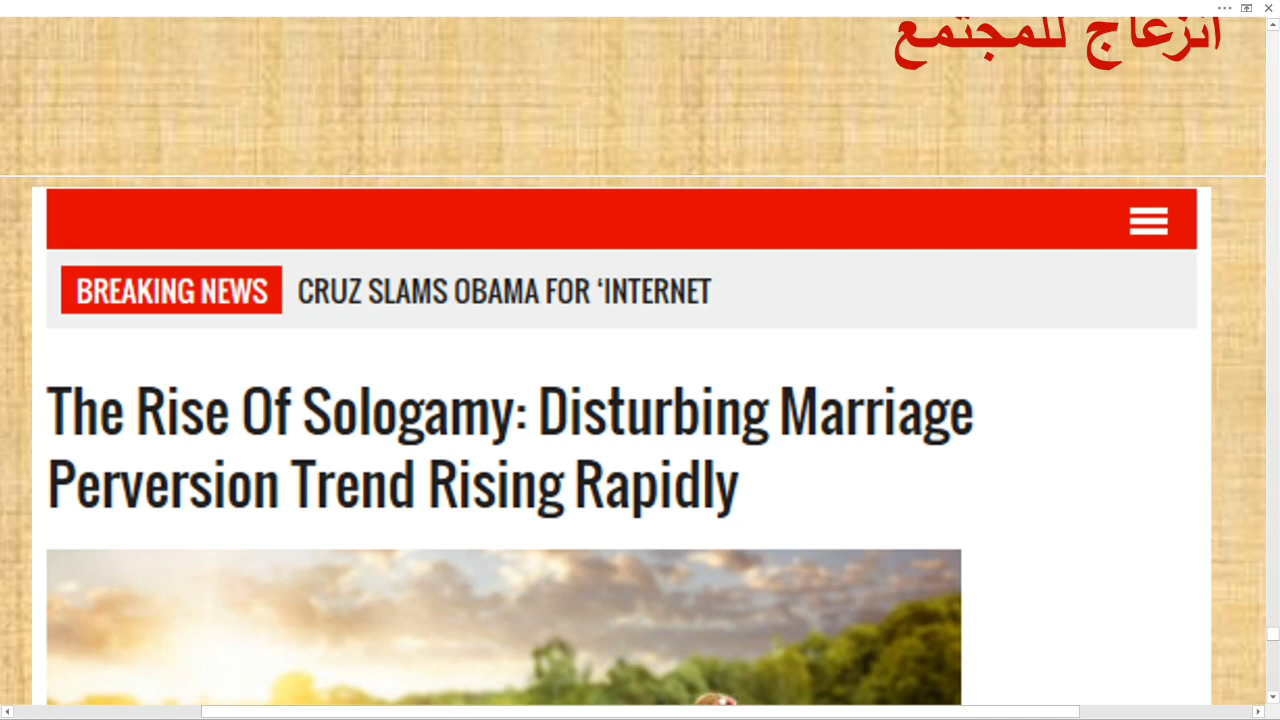 انزعاج للمجتمع
BREAKING NEWS CRUZ SLAMS OBAMA FOR ‘INTERNET
The Rise Of Sologamy: Disturbing Marriage
Perversion Trend Rising Rapidly